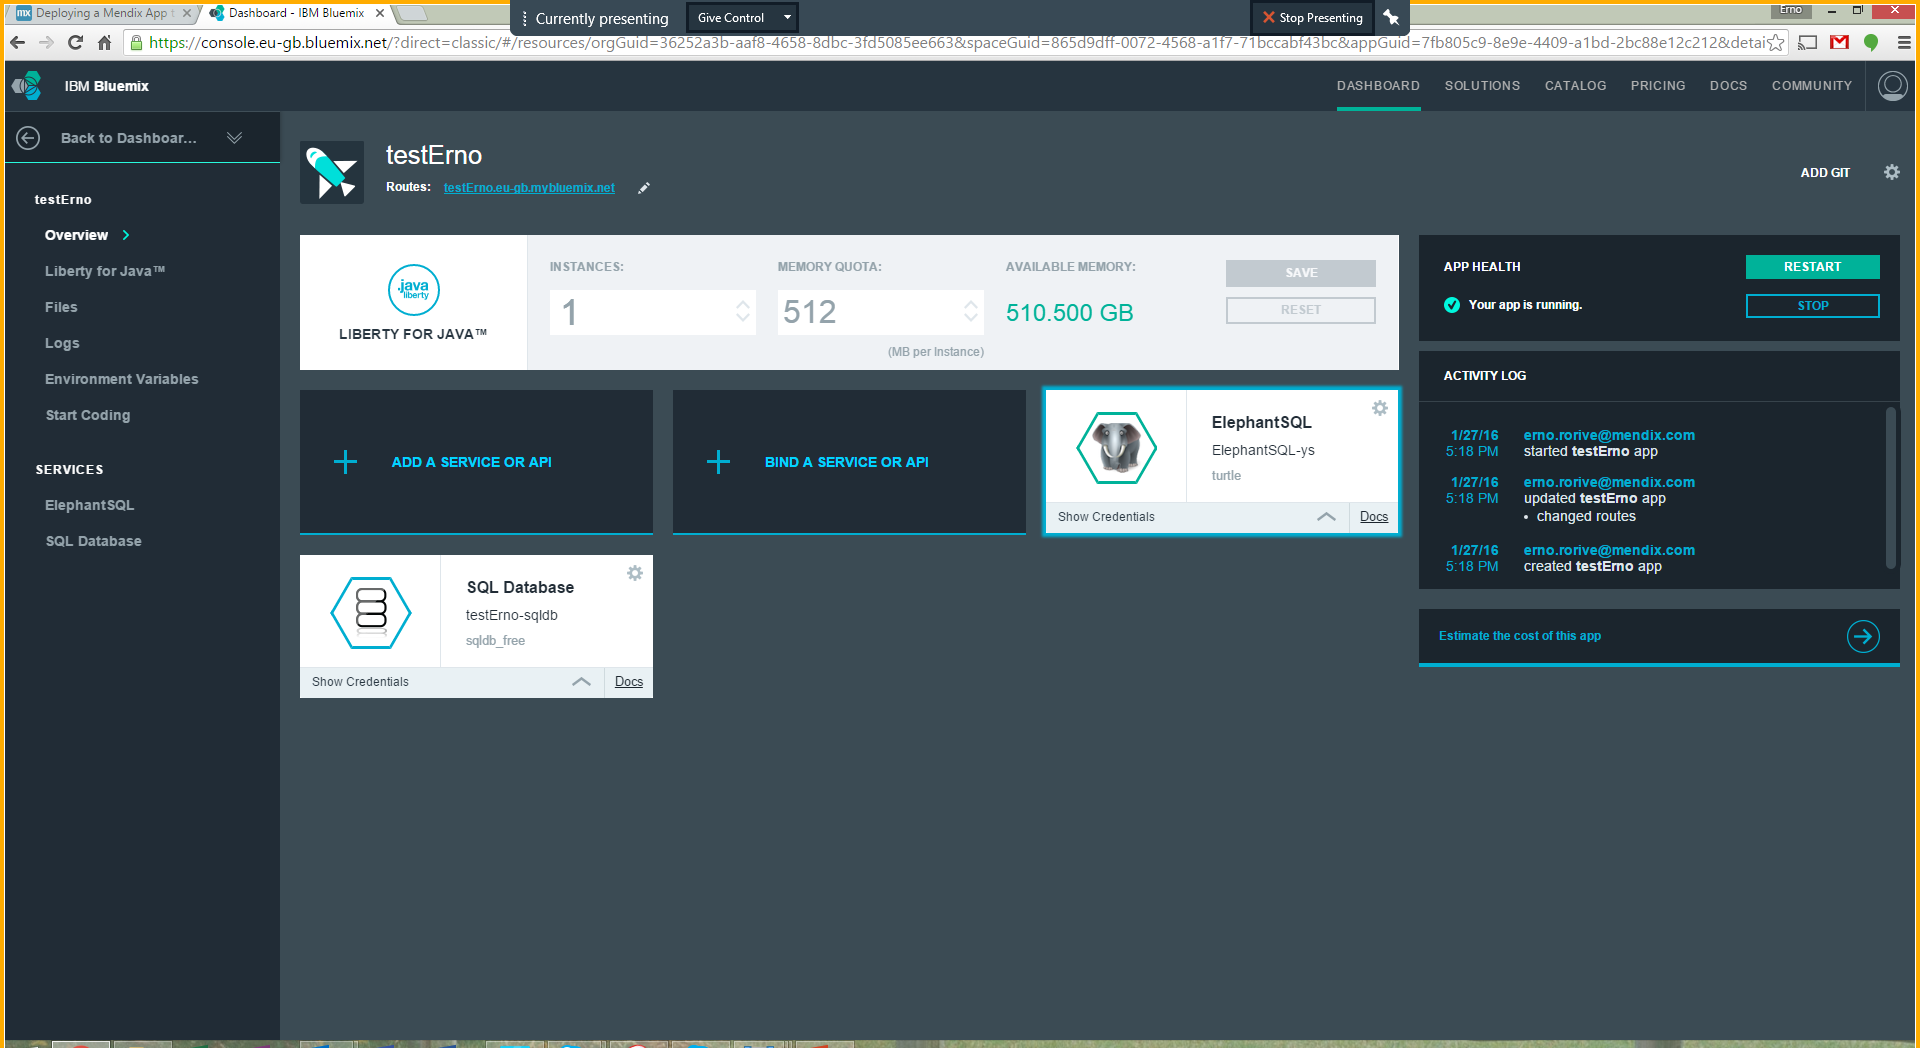 Deploying a Mendix App t
Dashboard - IBM Bluemix
Currently presenting
Give Control
Stop Presenting
Erno
https://console.eu-gb.bluemix.net/?direct=classic/#/resources/orgGuid=36252a3b-aaf8-4658-8dbc-3fd5085ee663&spaceGuid=865d9dff-0072-4568-a1f7-71bccabf43bc&appGuid=7fb805c9-8e9e-4409-a1bd-2bc88e12c212&detai
IBM Bluemix
DASHBOARD
SOLUTIONS
CATALOG
PRICING
DOCS
COMMUNITY
Back to Dashboar...
testErno
Overview
Liberty for Java™
Files
Logs
Environment Variables
Start Coding
SERVICES
ElephantSQL
SQL Database
testErno
Routes: testErno.eu-gb.mybluemix.net
ADD GIT
java
liberty
LIBERTY FOR JAVA™
INSTANCES:
1
MEMORY QUOTA:
512
(MB per Instance)
AVAILABLE MEMORY:
510.500 GB
SAVE
RESET
ADD A SERVICE OR API
BIND A SERVICE OR API
ElephantSQL
ElephantSQL-ys
turtle
Show Credentials
Docs
SQL Database
testErno-sqldb
sqldb_free
Show Credentials
Docs
APP HEALTH
RESTART
Your app is running.
STOP
ACTIVITY LOG
1/27/16 erno.rorive@mendix.com
5:18 PM started testErno app
1/27/16 erno.rorive@mendix.com
5:18 PM updated testErno app
• changed routes
1/27/16 erno.rorive@mendix.com
5:18 PM created testErno app
Estimate the cost of this app